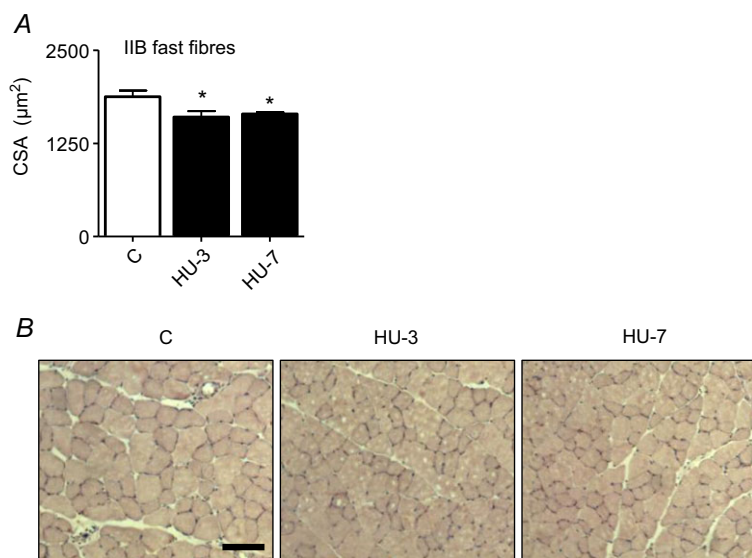 A
IIB fast fibres
2500
1250
0
CSA (μm²)
*
*
C
HU-3
HU-7
B
C
HU-3
HU-7